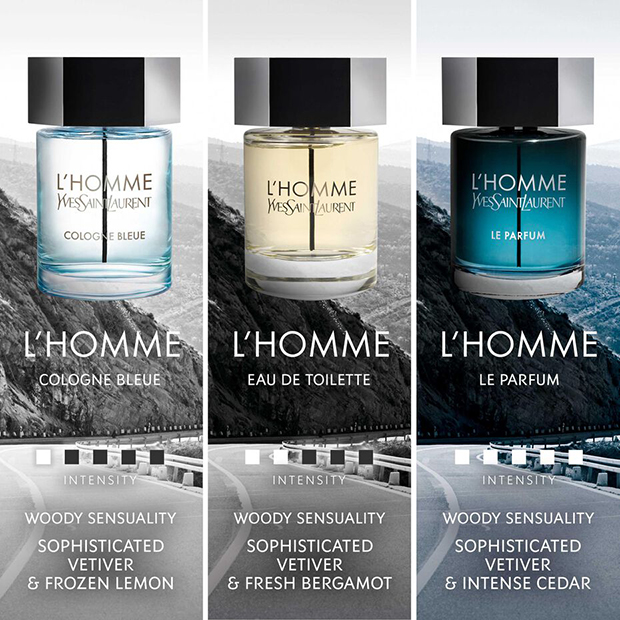 L'HOMME
YVESSAINTLAURENT
COLOGNE BLEUE
L'HOMME
COLOGNE BLEUE
INTENSITY
WOODY SENSUALITY
SOPHISTICATED
VETIVER
& FROZEN LEMON
L'HOMME
YVESSAINTLAURENT
L'HOMME
EAU DE TOILETTE
INTENSITY
WOODY SENSUALITY
SOPHISTICATED
VETIVER
& FRESH BERGAMOT
L'HOMME
YVESSAINTLAURENT
LE PARFUM
L'HOMME
LE PARFUM
INTENSITY
WOODY SENSUALITY
SOPHISTICATED
VETIVER
& INTENSE CEDAR